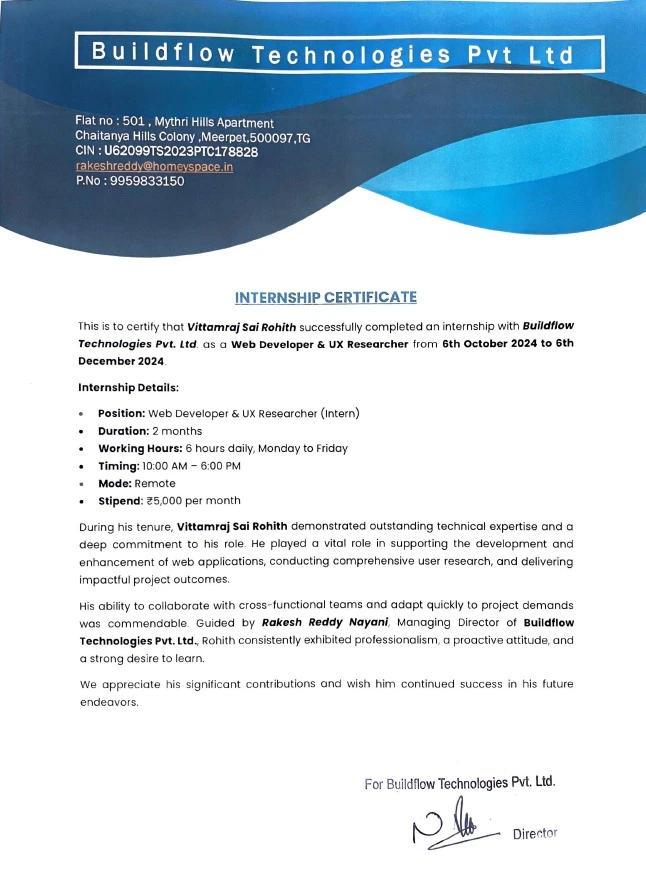 Buildflow Technologies Pvt Ltd
Flat no : 501 , Mythri Hills Apartment
Chaitanya Hills Colony ,Meerpet,500097,TG
CIN : U62099TS2023PTC178828
rakeshreddy@homeyspace.in
P.No : 9959833150
INTERNSHIP CERTIFICATE
This is to certify that Vittamraj Sai Rohith successfully completed an internship with Buildflow
Technologies Pvt. Ltd. as a Web Developer & UX Researcher from 6th October 2024 to 6th
December 2024.
Internship Details:
• Position: Web Developer & UX Researcher (Intern)
• Duration: 2 months
• Working Hours: 6 hours daily, Monday to Friday
• Timing: 10:00 AM – 6:00 PM
• Mode: Remote
• Stipend: ₹5,000 per month
During his tenure, Vittamraj Sai Rohith demonstrated outstanding technical expertise and a
deep commitment to his role. He played a vital role in supporting the development and
enhancement of web applications, conducting comprehensive user research, and delivering
impactful project outcomes.
His ability to collaborate with cross-functional teams and adapt quickly to project demands
was commendable. Guided by Rakesh Reddy Nayani, Managing Director of Buildflow
Technologies Pvt. Ltd., Rohith consistently exhibited professionalism, a proactive attitude, and
a strong desire to learn.
We appreciate his significant contributions and wish him continued success in his future
endeavors.
For Buildflow Technologies Pvt. Ltd.
Director